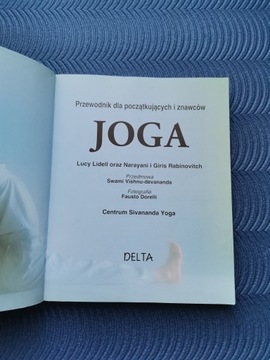 Przewodnik dla początkujących i znawców
JOGA
Lucy Lidell oraz Narayani i Giris Rabinovitch
Przedmowa
Swami Vishnu-devananda
Fotografie
Fausto Dorelli
Centrum Sivananda Yoga
DELTA